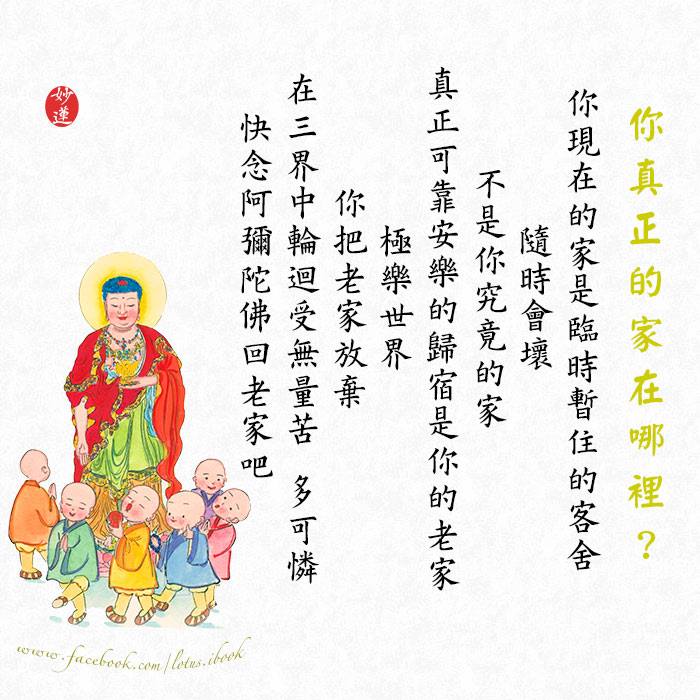 你真正的家在哪裡？
你現在的家是臨時暫住的客舍
隨時會壞
不是你究竟的家
真正可靠安樂的歸宿是你的老家
極樂世界
你把老家放棄
在三界中輪迴受無量苦 多可憐
快念阿彌陀佛回老家吧
妙蓮
www.facebook.com/lotus.ibook